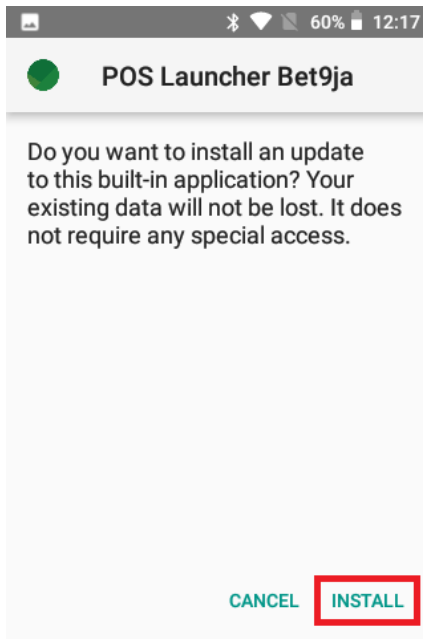 60% 12:17
POS Launcher Bet9ja
Do you want to install an update
to this built-in application? Your
existing data will not be lost. It does
not require any special access.
CANCEL INSTALL